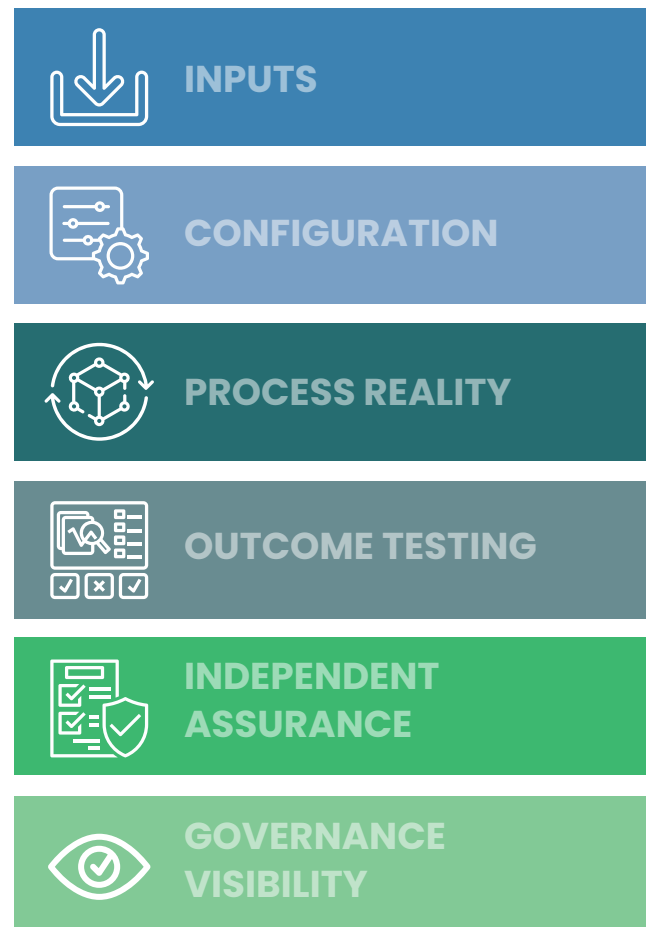 INPUTS
CONFIGURATION
PROCESS REALITY
OUTCOME TESTING
INDEPENDENT
ASSURANCE
GOVERNANCE
VISIBILITY